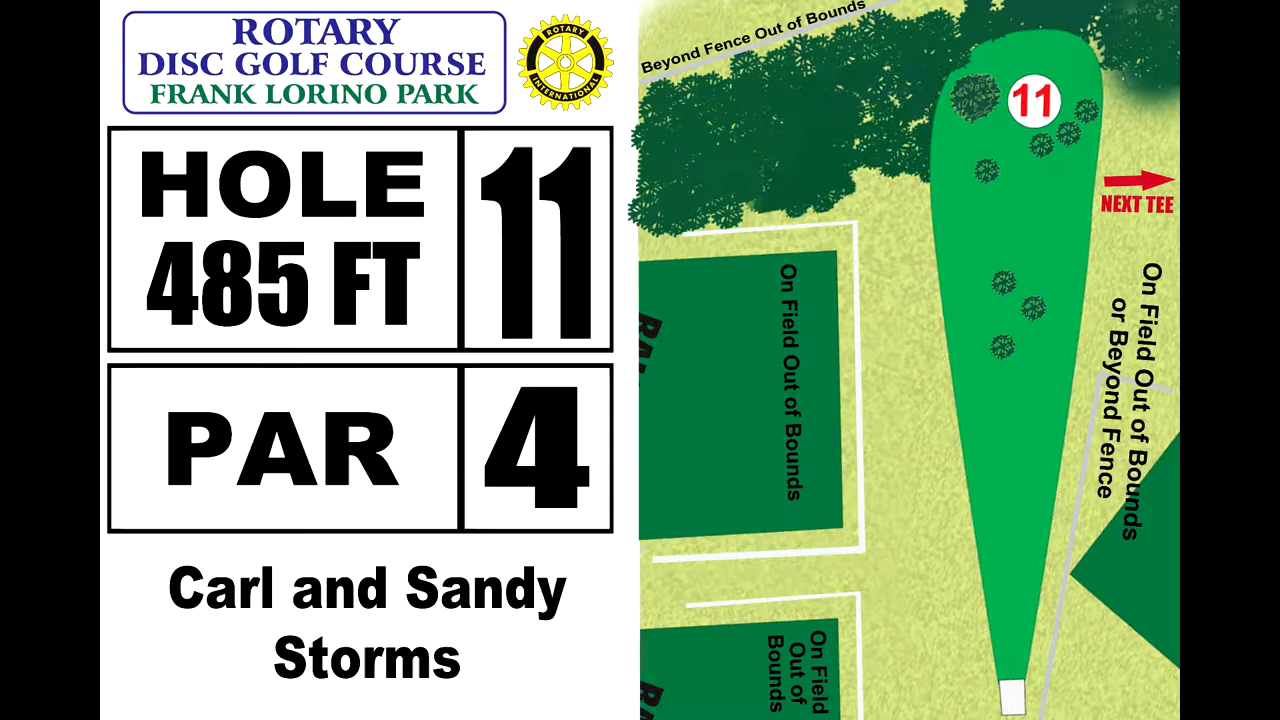 ROTARY
DISC GOLF COURSE
FRANK LORINO PARK
ROTARY
INTERNATIONAL
HOLE
485 FT
11
PAR
4
Carl and Sandy
Storms
Beyond Fence Out of Bounds
11
NEXT TEE
On Field Out of Bounds
On Field Out of Bounds
or Beyond Fence
On Field
Out of
Bounds